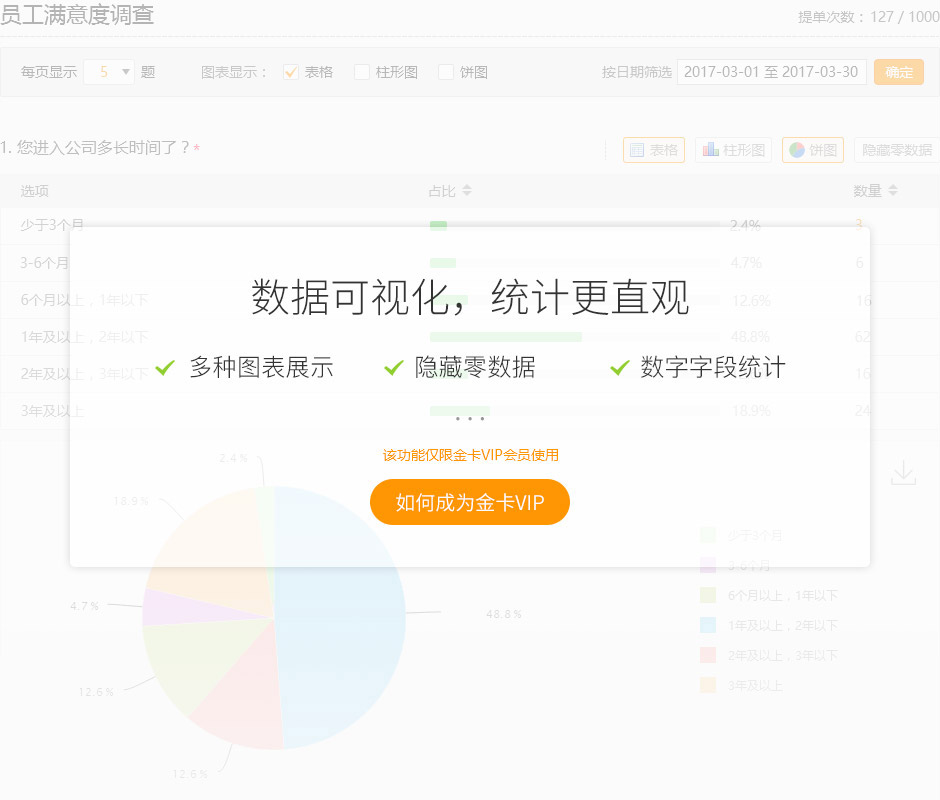 员工满意度调查
提单次数：127 / 1000
每页显示 5 题 图表显示： 表格 柱形图 饼图 按日期筛选 2017-03-01 至 2017-03-30 确定
1. 您进入公司多长时间了？*
表格 柱形图 饼图 隐藏零数据
选项 占比 数量
少于3个月 2.4% 3
3-6个月 4.7% 6
6个月以上，1年以下 12.6% 16
1年及以上，2年以下 48.8% 62
2年及以上，3年以下 16
3年及以上 18.9% 24
数据可视化，统计更直观
多种图表展示 隐藏零数据 数字字段统计
...
该功能仅限金卡VIP会员使用
如何成为金卡VIP
2.4%
18.9%
4.7%
48.8%
12.6%
12.6%
少于3个月
3-6个月
6个月以上，1年以下
1年及以上，2年以下
2年及以上，3年以下
3年及以上